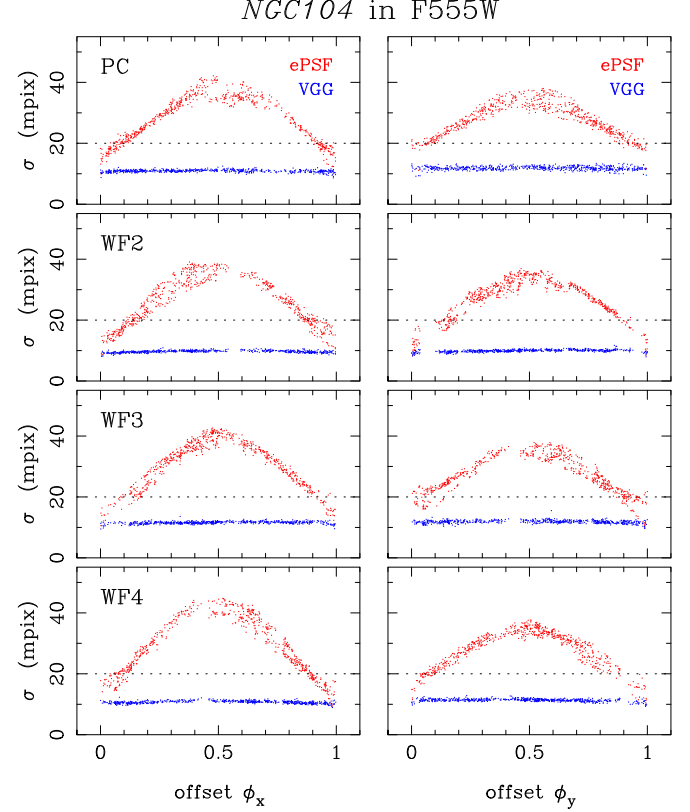 NGC104 in F555W
PC
ePSF
VGG
ePSF
VGG
40
20
0
σ (mpix)
WF2
40
20
0
σ (mpix)
WF3
40
20
0
σ (mpix)
WF4
40
20
0
σ (mpix)
0 0.5 1
0 0.5 1
offset ϕx
offset ϕy